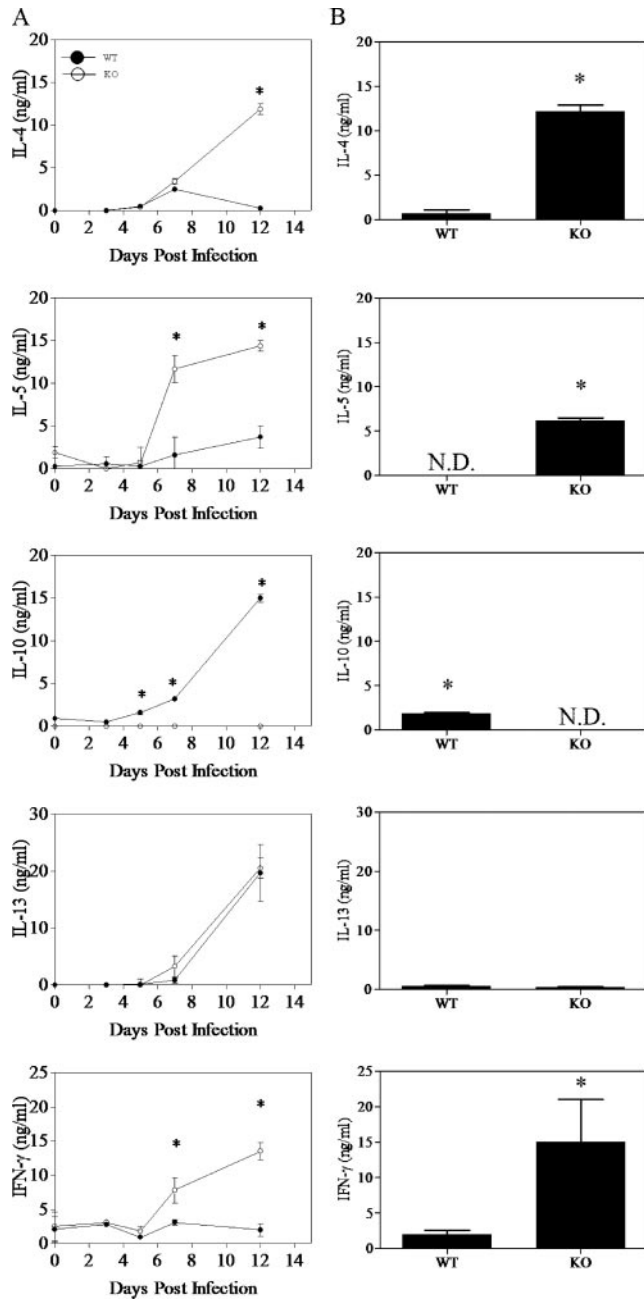 A
B
20
15
10
5
0
IL-4 (ng/ml)
WT
KO
*
0 2 4 6 8 10 12 14
Days Post Infection
20
15
10
5
0
IL-4 (ng/ml)
*
WT KO
20
15
10
5
0
IL-5 (ng/ml)
* *
0 2 4 6 8 10 12 14
Days Post Infection
20
15
10
5
0
IL-5 (ng/ml)
*
N.D.
WT KO
20
15
10
5
0
IL-10 (ng/ml)
* * *
0 2 4 6 8 10 12 14
Days Post Infection
20
15
10
5
0
IL-10 (ng/ml)
*
N.D.
WT KO
30
20
10
0
IL-13 (ng/ml)
0 2 4 6 8 10 12 14
Days Post Infection
30
20
10
0
IL-13 (ng/ml)
WT KO
25
20
15
10
5
0
IFN-γ (ng/ml)
* *
0 2 4 6 8 10 12 14
Days Post Infection
25
20
15
10
5
0
IFN-γ (ng/ml)
*
WT KO